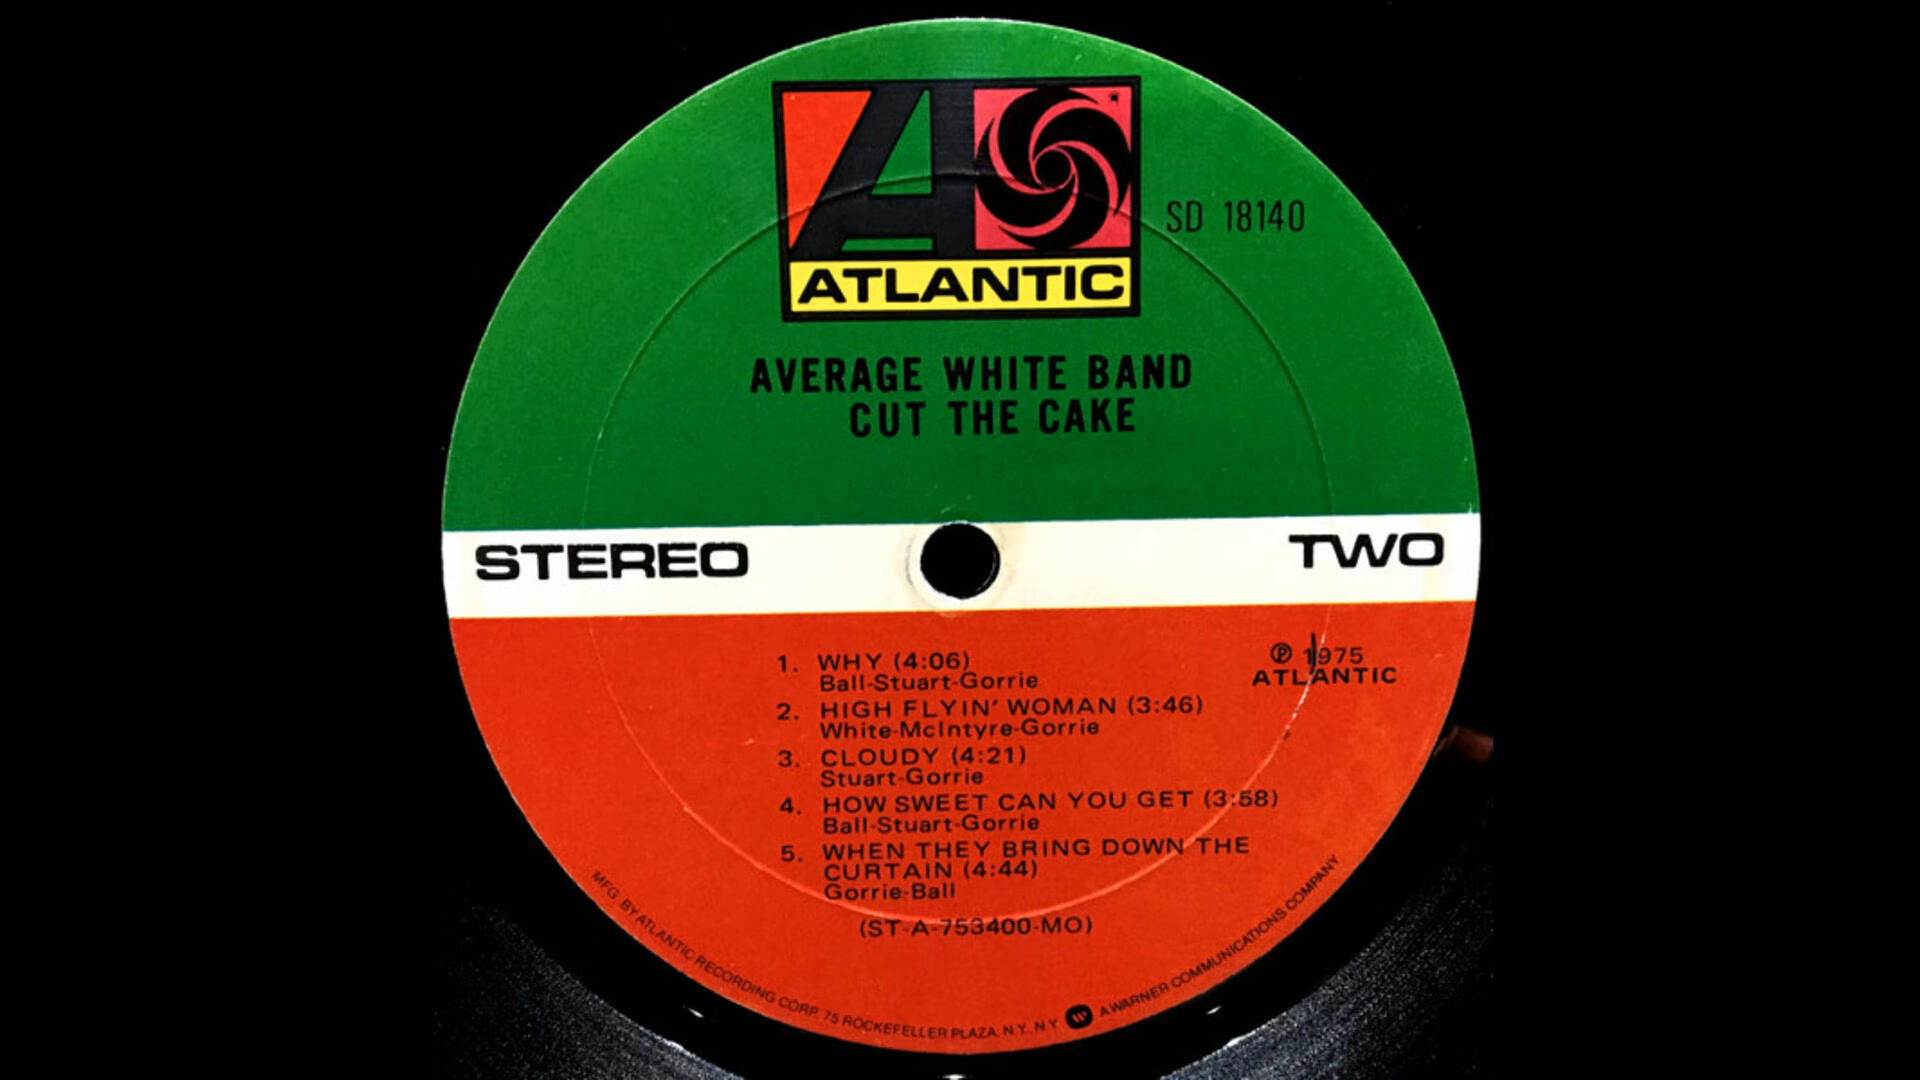 ATLANTIC
SD 18140
AVERAGE WHITE BAND
CUT THE CAKE
STEREO
TWO
℗ 1975
ATLANTIC
1. WHY (4:06)
Ball-Stuart-Gorrie
2. HIGH FLYIN' WOMAN (3:46)
White-McIntyre-Gorrie
3. CLOUDY (4:21)
Stuart-Gorrie
4. HOW SWEET CAN YOU GET (3:58)
Ball-Stuart-Gorrie
5. WHEN THEY BRING DOWN THE
CURTAIN (4:44)
Gorrie-Ball
(ST-A-753400-MO)
MFG. BY ATLANTIC RECORDING CORP. 75 ROCKEFELLER PLAZA, N.Y., N.Y. A WARNER COMMUNICATIONS COMPANY